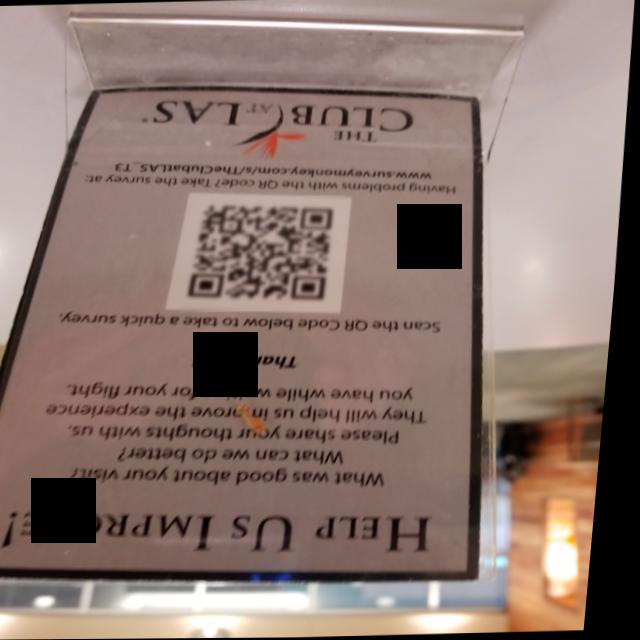 HELP US IMPRO
What was good about your visit?
What can we do better?
Please share your thoughts with us.
They will help us improve the experience
you have while for your flight.
Scan the QR Code below to take a quick survey.
Having problems with the QR code? Take the survey at:
www.surveymonkey.com/s/TheClubatLAS_T3
THE
CLUB AT LAS